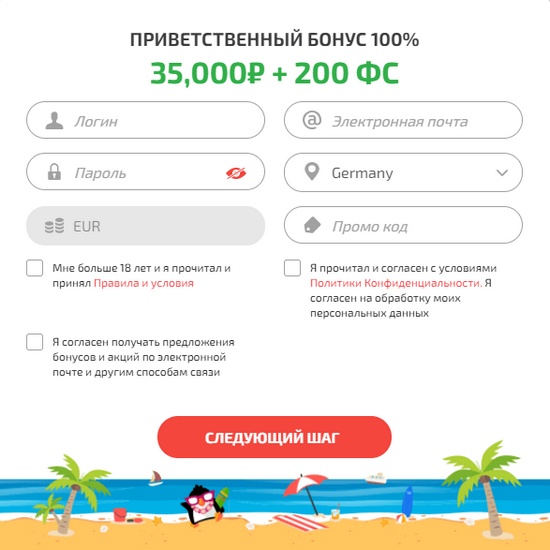 ПРИВЕТСТВЕННЫЙ БОНУС 100%
35,000₽ + 200 ФС
Логин
Электронная почта
Пароль
Germany
EUR
Промо код
Мне больше 18 лет и я прочитал и
принял Правила и условия
Я прочитал и согласен с условиями
Политики Конфиденциальности. Я
согласен на обработку моих
персональных данных
Я согласен получать предложения
бонусов и акций по электронной
почте и другим способам связи
СЛЕДУЮЩИЙ ШАГ